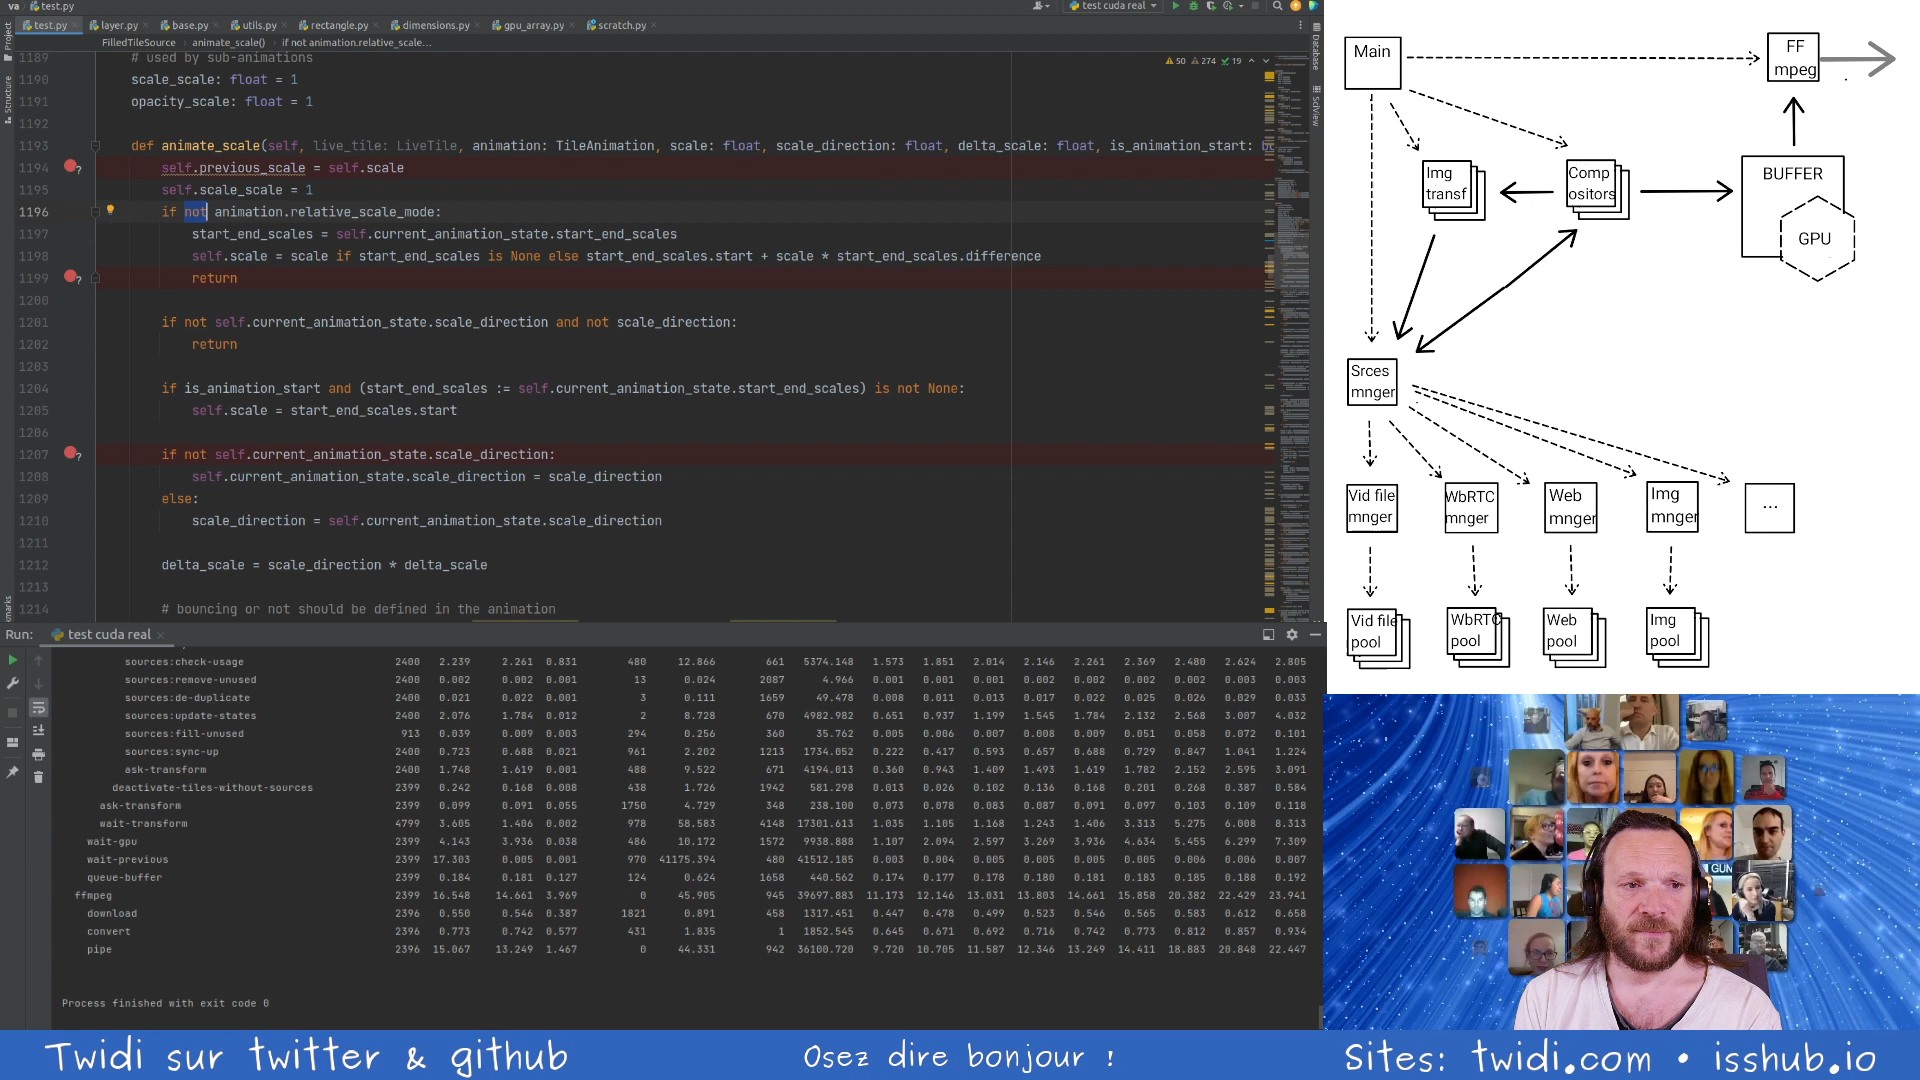 va test.py
test cuda real
test.py layer.py base.py utils.py rectangle.py dimensions.py gpu_array.py scratch.py
FilledTileSource animate_scale() if not animation.relative_scale...
50 274 19
Project
Structure
Database
SciView
1189 # used by sub-animations
1190 scale_scale: float = 1
1191 opacity_scale: float = 1
1192
1193 def animate_scale(self, live_tile: LiveTile, animation: TileAnimation, scale: float, scale_direction: float, delta_scale: float, is_animation_start:
1194 self.previous_scale = self.scale
1195 self.scale_scale = 1
1196 if not animation.relative_scale_mode:
1197 start_end_scales = self.current_animation_state.start_end_scales
1198 self.scale = scale if start_end_scales is None else start_end_scales.start + scale * start_end_scales.difference
1199 return
1200
1201 if not self.current_animation_state.scale_direction and not scale_direction:
1202 return
1203
1204 if is_animation_start and (start_end_scales := self.current_animation_state.start_end_scales) is not None:
1205 self.scale = start_end_scales.start
1206
1207 if not self.current_animation_state.scale_direction:
1208 self.current_animation_state.scale_direction = scale_direction
1209 else:
1210 scale_direction = self.current_animation_state.scale_direction
1211
1212 delta_scale = scale_direction * delta_scale
1213
1214 # bouncing or not should be defined in the animation
Run: test cuda real
sources:check-usage 2400 2.239 2.261 0.831 480 12.866 661 5374.148 1.573 1.851 2.014 2.146 2.261 2.369 2.480 2.624 2.805
sources:remove-unused 2400 0.002 0.002 0.001 13 0.024 2087 4.966 0.001 0.001 0.001 0.002 0.002 0.002 0.002 0.003 0.003
sources:de-duplicate 2400 0.021 0.022 0.001 3 0.111 1659 49.478 0.008 0.011 0.013 0.017 0.022 0.025 0.026 0.029 0.033
sources:update-states 2400 2.076 1.784 0.012 2 8.728 670 4982.982 0.651 0.937 1.199 1.545 1.784 2.132 2.568 3.007 4.032
sources:fill-unused 913 0.039 0.009 0.003 294 0.256 360 35.762 0.005 0.006 0.007 0.008 0.009 0.051 0.058 0.072 0.101
sources:sync-up 2400 0.723 0.688 0.021 961 2.202 1213 1734.052 0.222 0.417 0.593 0.657 0.688 0.729 0.847 1.041 1.224
ask-transform 2400 1.748 1.619 0.001 488 9.522 671 4194.013 0.360 0.943 1.409 1.493 1.619 1.782 2.152 2.595 3.091
deactivate-tiles-without-sources 2399 0.242 0.168 0.008 438 1.726 1942 581.298 0.013 0.026 0.102 0.136 0.168 0.201 0.268 0.387 0.584
ask-transform 2399 0.099 0.091 0.055 1750 4.729 348 238.100 0.073 0.078 0.083 0.087 0.091 0.097 0.103 0.109 0.118
wait-transform 4799 3.605 1.406 0.002 978 58.583 4148 17301.613 1.035 1.105 1.168 1.243 1.406 3.313 5.275 6.008 8.313
wait-gpu 2399 4.143 3.936 0.038 486 10.172 1572 9938.888 1.107 2.094 2.597 3.269 3.936 4.634 5.455 6.299 7.309
wait-previous 2399 17.303 0.005 0.001 970 41175.394 480 41512.185 0.003 0.004 0.005 0.005 0.005 0.005 0.006 0.006 0.007
queue-buffer 2399 0.184 0.181 0.127 124 0.624 1658 440.562 0.174 0.177 0.178 0.180 0.181 0.183 0.185 0.188 0.192
ffmpeg 2399 16.548 14.661 3.969 0 45.905 945 39697.883 11.173 12.146 13.031 13.803 14.661 15.858 20.382 22.429 23.941
download 2396 0.550 0.546 0.387 1821 0.891 458 1317.451 0.447 0.478 0.499 0.523 0.546 0.565 0.583 0.612 0.658
convert 2396 0.773 0.742 0.577 431 1.835 1 1852.545 0.645 0.671 0.692 0.716 0.742 0.773 0.812 0.857 0.934
pipe 2396 15.067 13.249 1.467 0 44.331 942 36100.720 9.720 10.705 11.587 12.346 13.249 14.411 18.883 20.848 22.447
Process finished with exit code 0
Main
FF
mpeg
Img
transf
Comp
ositors
BUFFER
GPU
Srces
mnger
Vid file
mnger
WbRTC
mnger
Web
mnger
Img
mnger
...
Vid file
pool
WbRTC
pool
Web
pool
Img
pool
Twidi sur twitter & github
Osez dire bonjour !
Sites: twidi.com • isshub.io